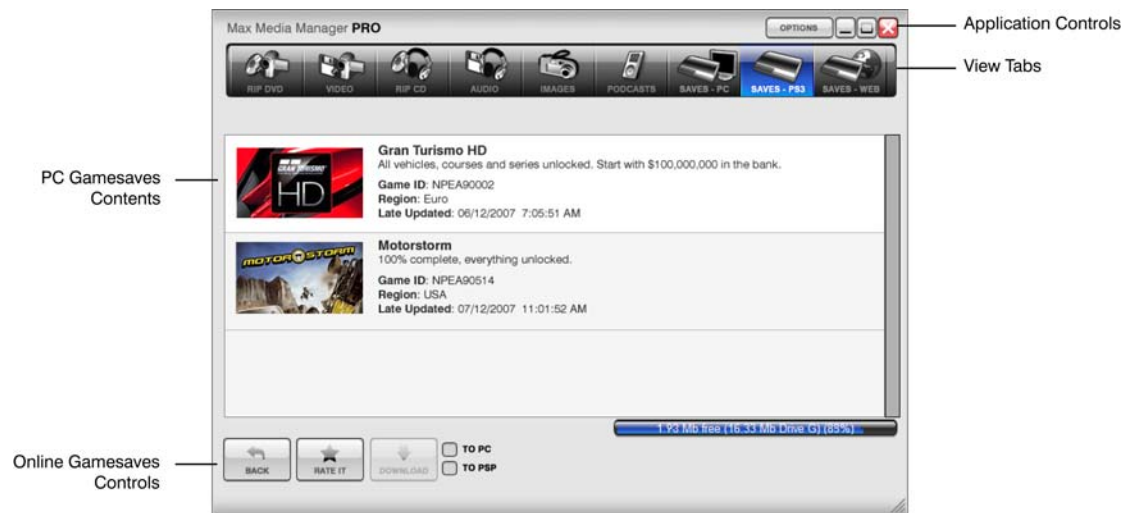 Max Media Manager PRO
OPTIONS
Application Controls
RIP DVD
VIDEO
RIP CD
AUDIO
IMAGES
PODCASTS
SAVES - PC
SAVES - PS3
SAVES - WEB
View Tabs
PC Gamesaves
Contents
GRAN TURISMO
HD
Gran Turismo HD
All vehicles, courses and series unlocked. Start with $100,000,000 in the bank.
Game ID: NPEA90002
Region: Euro
Late Updated: 06/12/2007 7:05:51 AM
MOTORSTORM
Motorstorm
100% complete, everything unlocked.
Game ID: NPEA90514
Region: USA
Late Updated: 07/12/2007 11:01:52 AM
1.93 Mb free (16.33 Mb Drive G) (89%)
Online Gamesaves
Controls
BACK
RATE IT
DOWNLOAD
TO PC
TO PSP